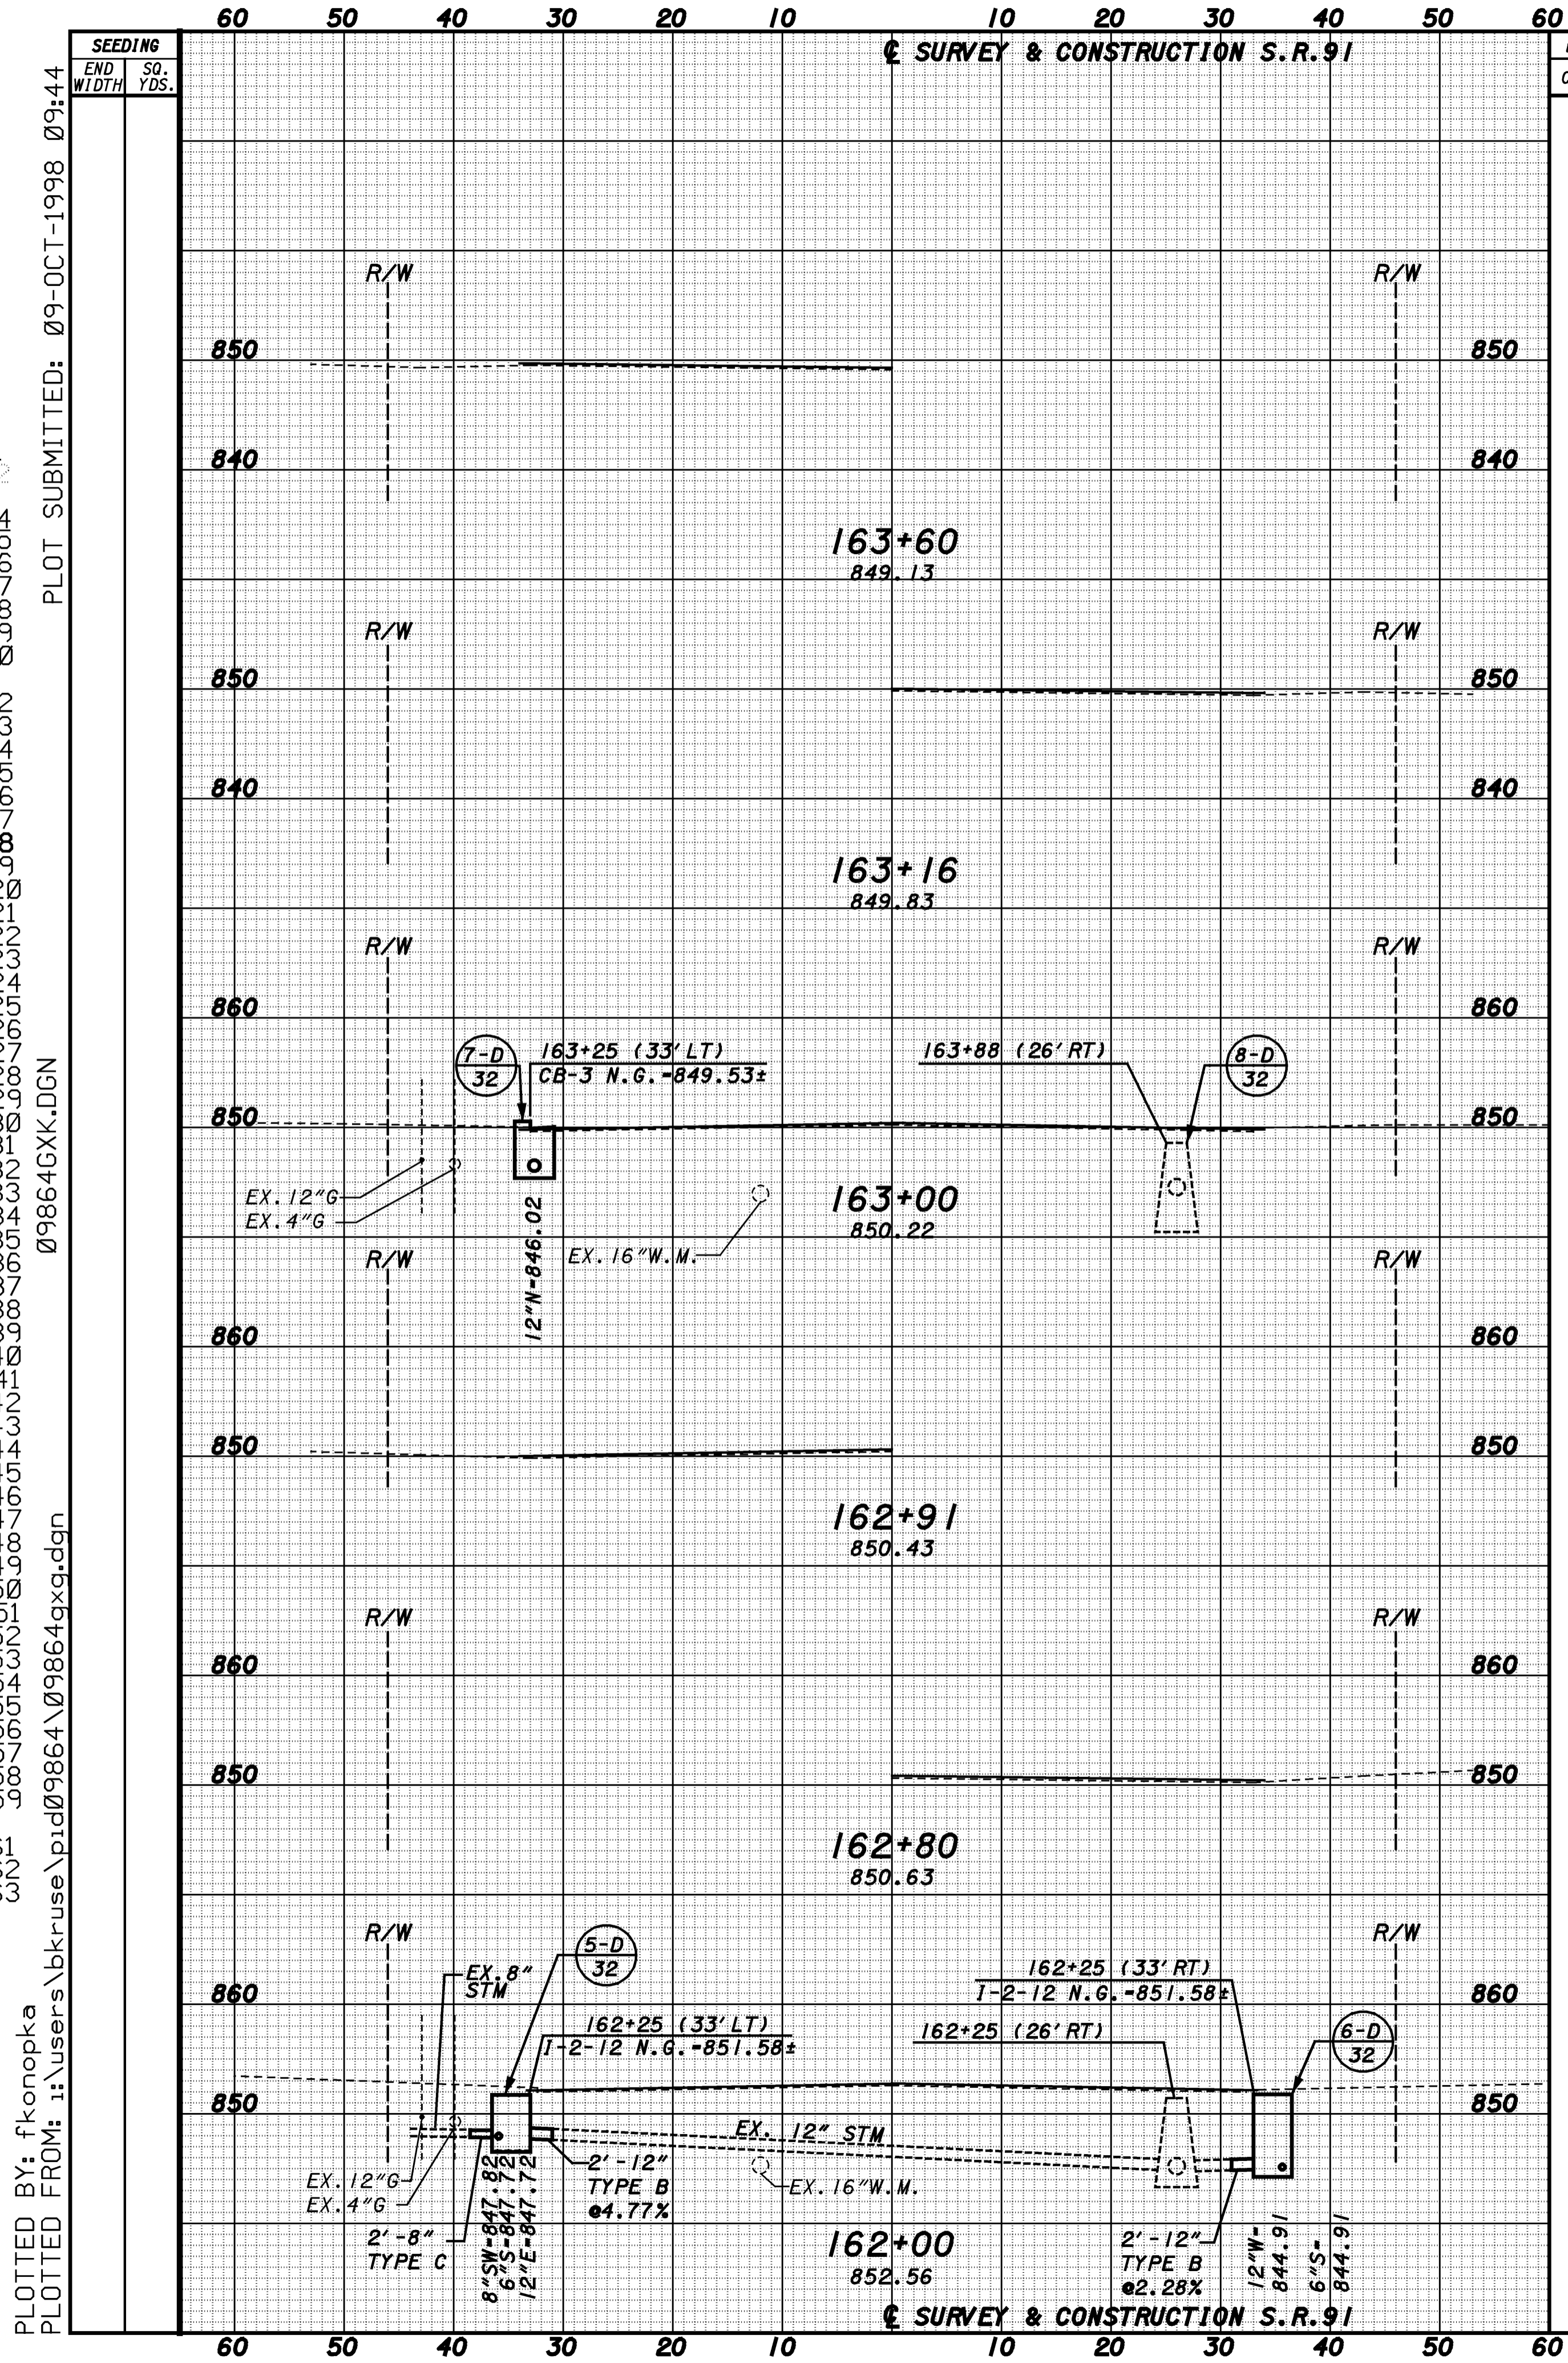 60 50 40 30 20 10 10 20 30 40 50 60
SEEDING
END WIDTH
SQ. YDS.
℄ SURVEY & CONSTRUCTION S.R.91
PLOT SUBMITTED: 09-OCT-1998 09:44
09864GXK.DGN
PLOTTED BY: fkonopka
PLOTTED FROM: i:\users\bkruse\pid09864\09864gxg.dgn
R/W R/W
850 850
840 840
163+60
849.13
R/W R/W
850 850
840 840
163+16
849.83
R/W R/W
860 860
7-D
32
163+25 (33' LT)
CB-3 N.G.=849.53±
163+88 (26' RT)
8-D
32
850 850
EX. 12"G
EX. 4"G
12"N=846.02
EX. 16"W.M.
163+00
850.22
R/W R/W
860 860
850 850
162+91
850.43
R/W R/W
860 860
850 850
162+80
850.63
R/W R/W
5-D
32
EX. 8"
STM
860 860
162+25 (33' RT)
I-2-12 N.G.=851.58±
162+25 (33' LT)
I-2-12 N.G.=851.58±
162+25 (26' RT)
6-D
32
850 850
EX. 12" STM
EX. 12"G
EX. 4"G
2'-8"
TYPE C
8"SW=847.82
6"S=847.72
12"E=847.72
2'-12"
TYPE B
@4.77%
EX. 16"W.M.
2'-12"
TYPE B
@2.28%
12"W=
844.91
6"S=
844.91
162+00
852.56
℄ SURVEY & CONSTRUCTION S.R.91
60 50 40 30 20 10 10 20 30 40 50 60